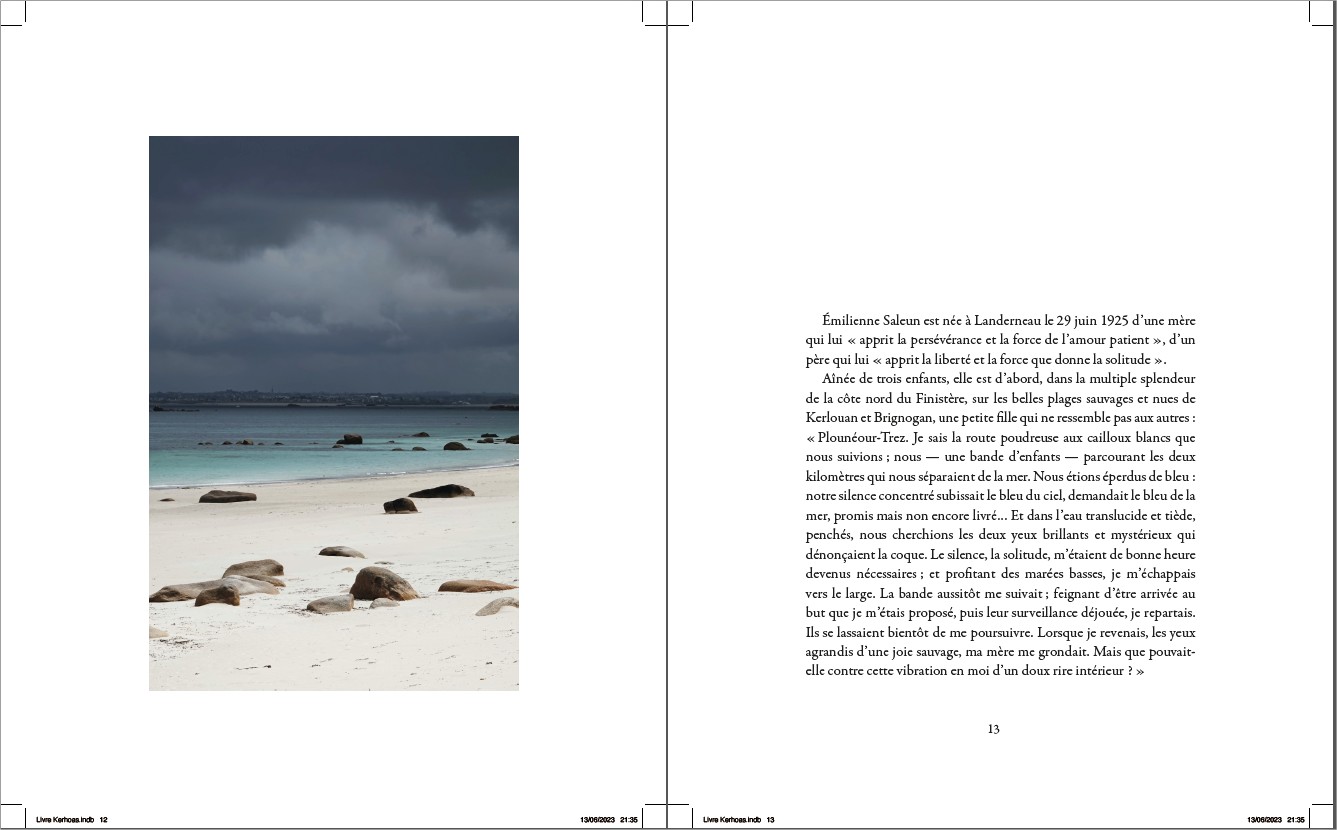 Émilienne Saleun est née à Landerneau le 29 juin 1925 d’une mère
qui lui « apprit la persévérance et la force de l’amour patient », d’un
père qui lui « apprit la liberté et la force que donne la solitude ».
Aînée de trois enfants, elle est d’abord, dans la multiple splendeur
de la côte nord du Finistère, sur les belles plages sauvages et nues de
Kerlouan et Brignogan, une petite fille qui ne ressemble pas aux autres :
« Plounéour-Trez. Je sais la route poudreuse aux cailloux blancs que
nous suivions ; nous — une bande d’enfants — parcourant les deux
kilomètres qui nous séparaient de la mer. Nous étions éperdus de bleu :
notre silence concentré subissait le bleu du ciel, demandait le bleu de la
mer, promis mais non encore livré... Et dans l’eau translucide et tiède,
penchés, nous cherchions les deux yeux brillants et mystérieux qui
dénonçaient la coque. Le silence, la solitude, m’étaient de bonne heure
devenus nécessaires ; et profitant des marées basses, je m’échappais
vers le large. La bande aussitôt me suivait ; feignant d’être arrivée au
but que je m’étais proposé, puis leur surveillance déjouée, je repartais.
Ils se lassaient bientôt de me poursuivre. Lorsque je revenais, les yeux
agrandis d’une joie sauvage, ma mère me grondait. Mais que pouvait-
elle contre cette vibration en moi d’un doux rire intérieur ? »
13
Livre Kerhoas.indb 12
13/06/2023 21:35
Livre Kerhoas.indb 13
13/06/2023 21:35